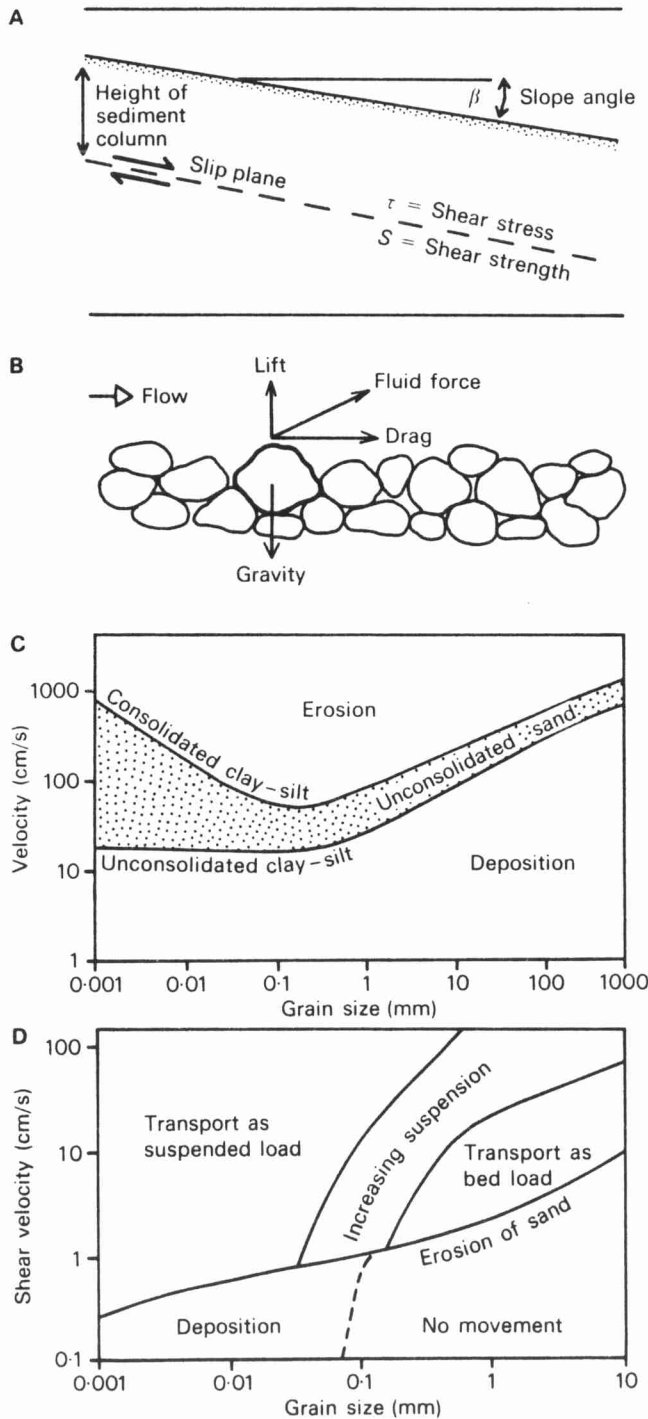 A
Height of
sediment
column
β Slope angle
Slip plane
τ = Shear stress
S = Shear strength
B
Lift
Flow
Fluid force
Drag
Gravity
C
Velocity (cm/s)
1000
100
10
1
Consolidated clay-silt
Erosion
Unconsolidated sand
Unconsolidated clay-silt
Deposition
0·001 0·01 0·1 1 10 100 1000
Grain size (mm)
D
Shear velocity (cm/s)
100
10
1
0·1
Transport as
suspended load
Increasing suspension
Transport as
bed load
Erosion of sand
Deposition
No movement
0·001 0·01 0·1 1 10
Grain size (mm)